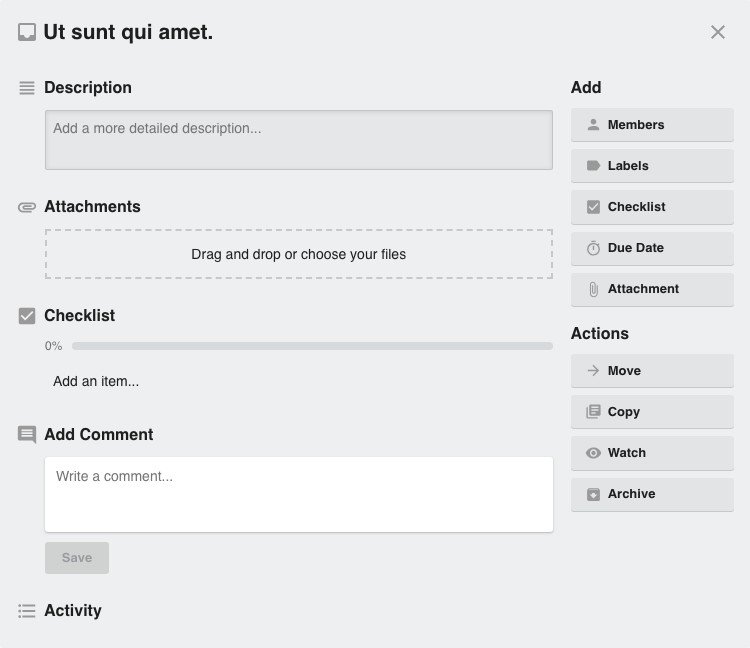 Ut sunt qui amet.
Description
Add a more detailed description...
Attachments
Drag and drop or choose your files
Checklist
0%
Add an item...
Add Comment
Write a comment...
Save
Activity
Add
Members
Labels
Checklist
Due Date
Attachment
Actions
Move
Copy
Watch
Archive